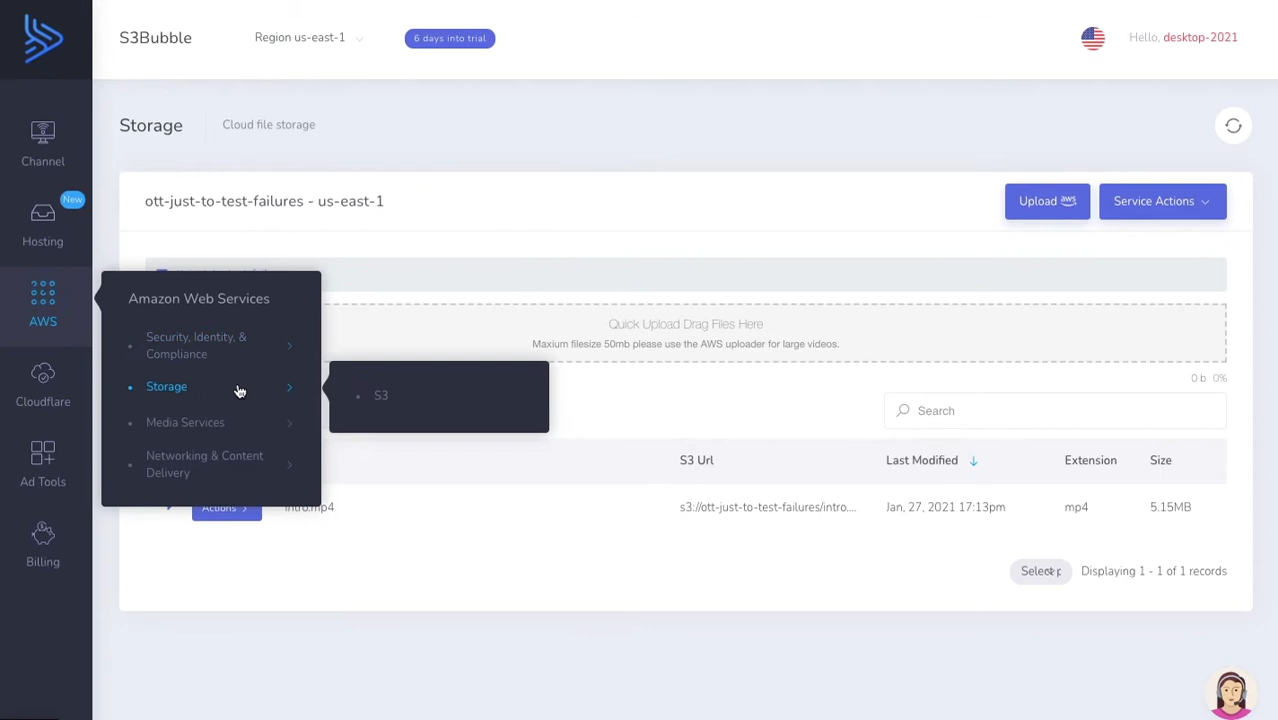 S3Bubble
Region us-east-1
6 days into trial
Hello, desktop-2021
Channel
New
Hosting
AWS
Cloudflare
Ad Tools
Billing
Storage
Cloud file storage
ott-just-to-test-failures - us-east-1
Upload aws
Service Actions
Amazon Web Services
Security, Identity, &
Compliance
Storage
Media Services
Networking & Content
Delivery
S3
Quick Upload Drag Files Here
Maxium filesize 50mb please use the AWS uploader for large videos.
0 b 0%
Search
S3 Url
Last Modified
Extension
Size
Actions
intro.mp4
s3://ott-just-to-test-failures/intro....
Jan, 27, 2021 17:13pm
mp4
5.15MB
Select
Displaying 1 - 1 of 1 records